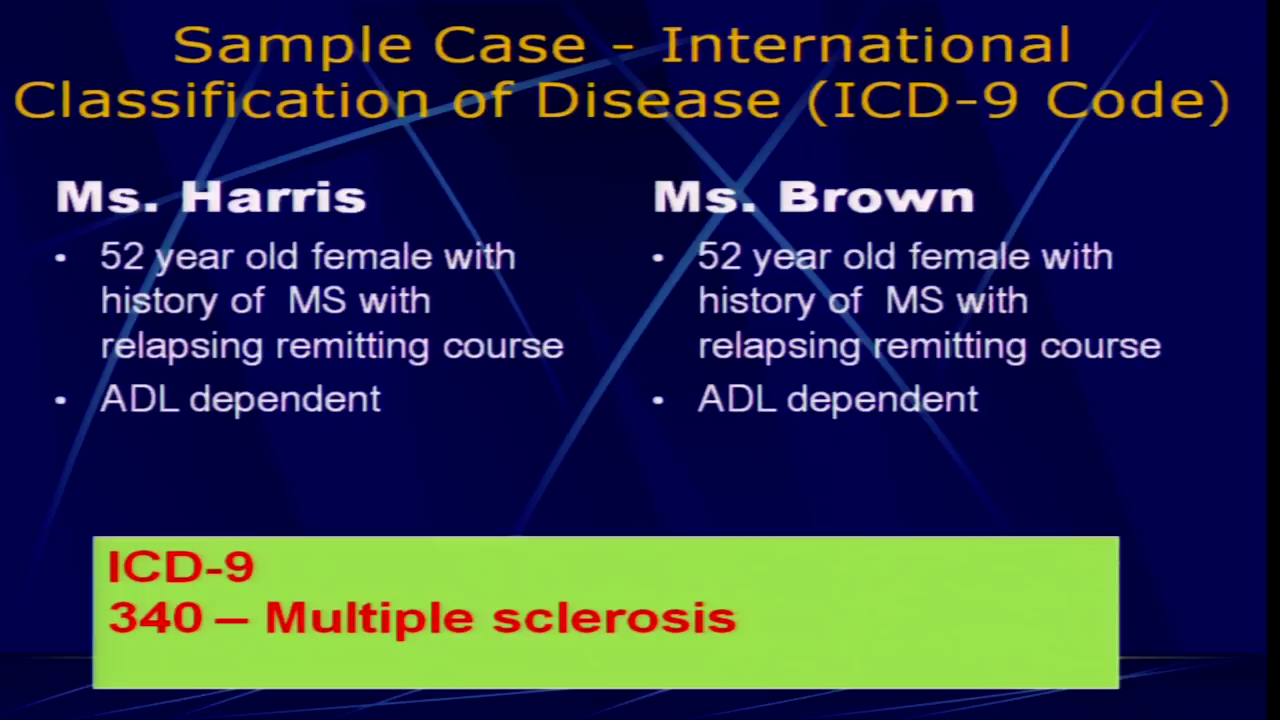 Sample Case - International
Classification of Disease (ICD-9 Code)
Ms. Harris
• 52 year old female with
history of MS with
relapsing remitting course
• ADL dependent
Ms. Brown
• 52 year old female with
history of MS with
relapsing remitting course
• ADL dependent
ICD-9
340 – Multiple sclerosis